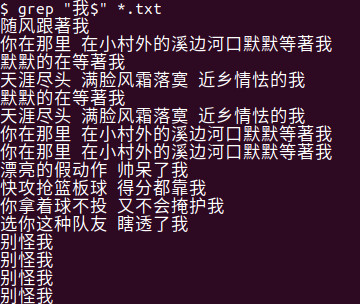 $ grep "我$" *.txt
随风跟著我
你在那里 在小村外的溪边河口默默等著我
默默的在等著我
天涯尽头 满脸风霜落寞 近乡情怯的我
默默的在等著我
天涯尽头 满脸风霜落寞 近乡情怯的我
你在那里 在小村外的溪边河口默默等著我
你在那里 在小村外的溪边河口默默等著我
漂亮的假动作 帅呆了我
快攻抢篮板球 得分都靠我
你拿着球不投 又不会掩护我
选你这种队友 瞎透了我
别怪我
别怪我
别怪我
别怪我